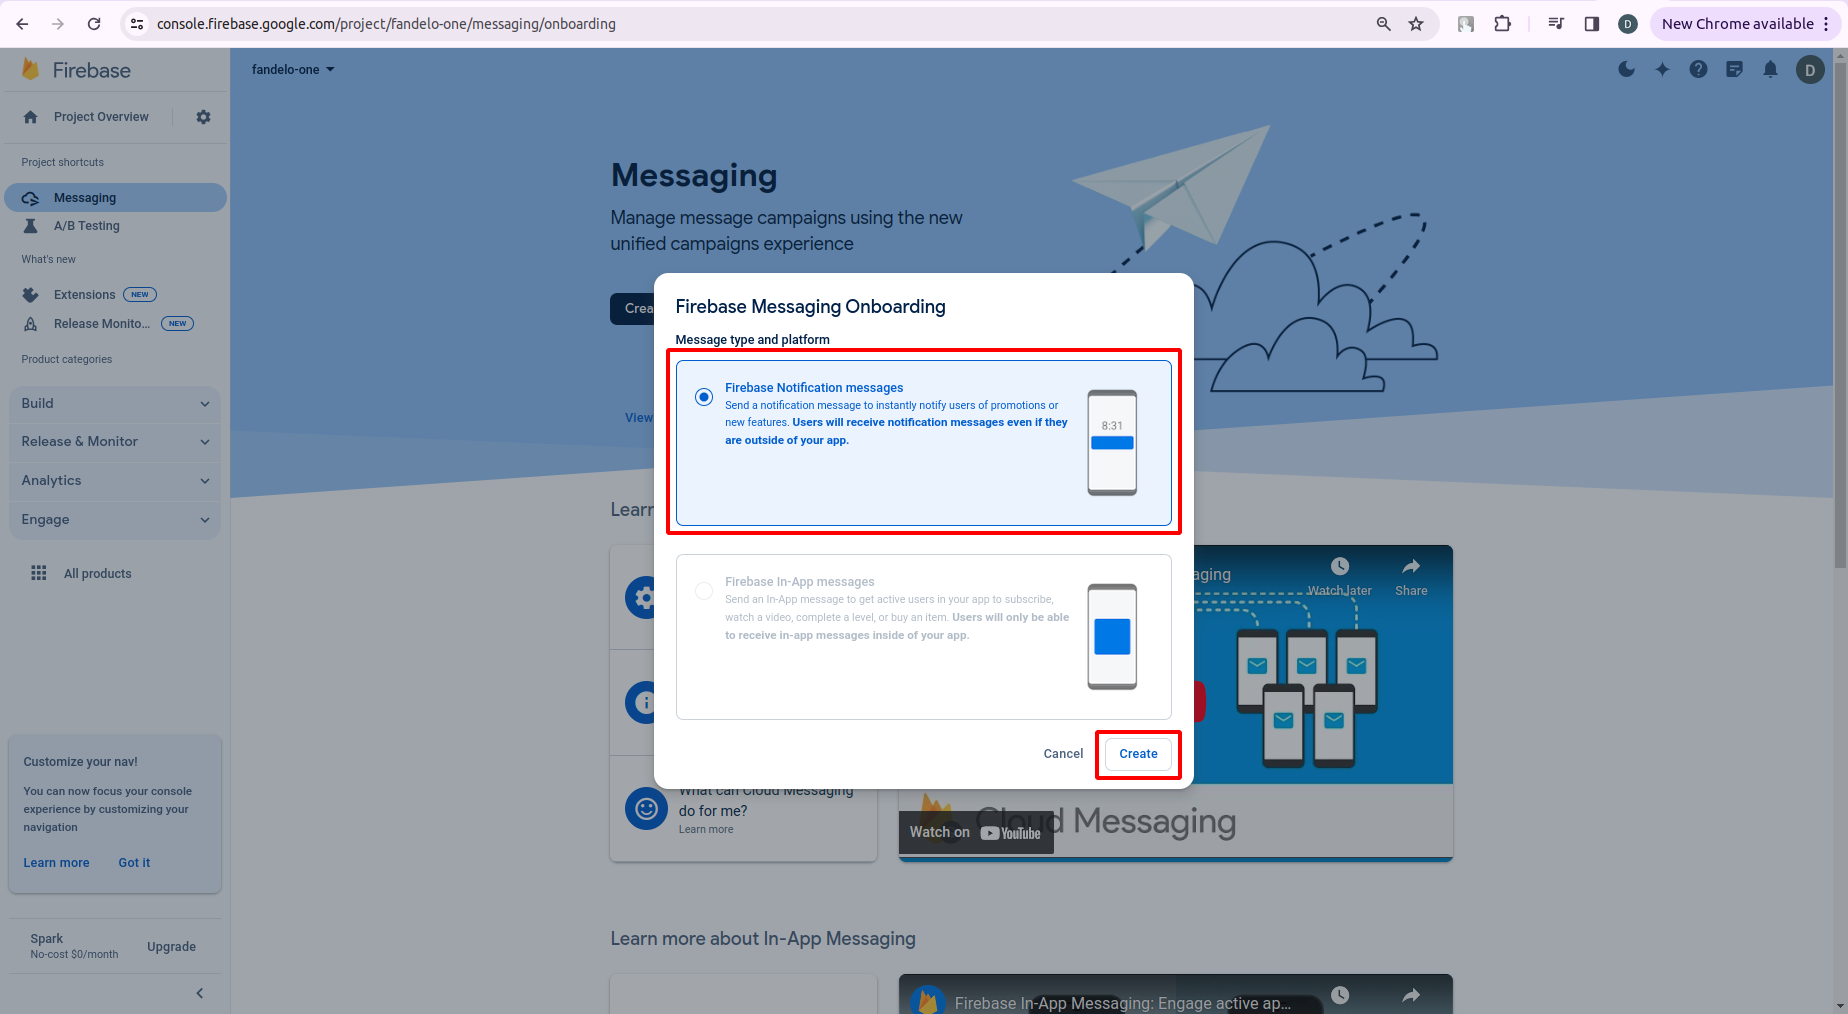 console.firebase.google.com/project/fandelo-one/messaging/onboarding
D
New Chrome available
Firebase
fandelo-one
D
Project Overview
Project shortcuts
Messaging
A/B Testing
What's new
Extensions NEW
Release Monito... NEW
Product categories
Build
Release & Monitor
Analytics
Engage
All products
Customize your nav!
You can now focus your console
experience by customizing your
navigation
Learn more Got it
Spark
No-cost $0/month
Upgrade
Messaging
Manage message campaigns using the new
unified campaigns experience
Crea
View
Learn
Firebase Messaging Onboarding
Message type and platform
Firebase Notification messages
Send a notification message to instantly notify users of promotions or
new features. Users will receive notification messages even if they
are outside of your app.
8:31
Firebase In-App messages
Send an In-App message to get active users in your app to subscribe,
watch a video, complete a level, or buy an item. Users will only be able
to receive in-app messages inside of your app.
Cancel Create
aging
Watch later
Share
What can Cloud Messaging
do for me?
Learn more
Cloud Messaging
Watch on YouTube
Learn more about In-App Messaging
Firebase In-App Messaging: Engage active ap...